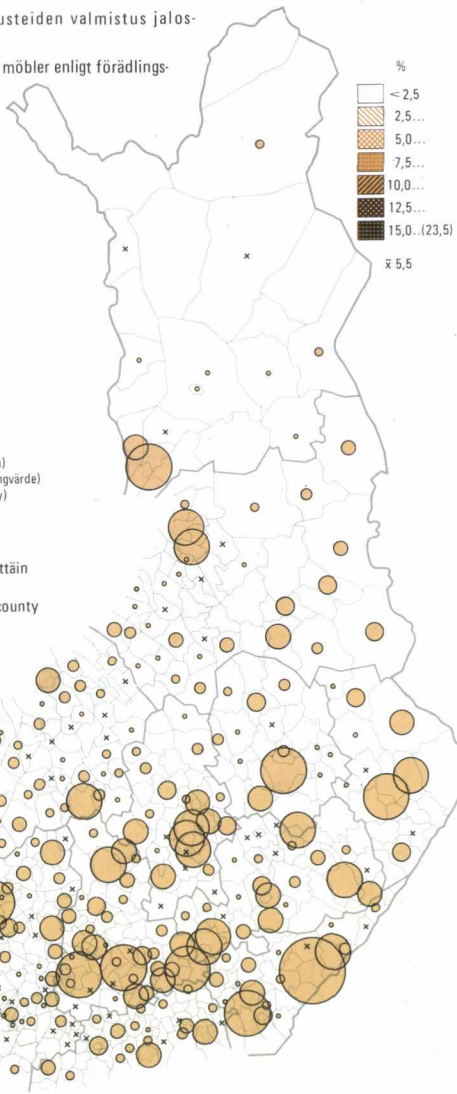 usteiden valmistus jalos-
möbler enligt förädlings-
%
< 2,5
2,5...
5,0...
7,5...
10,0...
12,5...
15,0..(23,5)
x̄ 5,5
ngvärde)
y)
ttäin
county